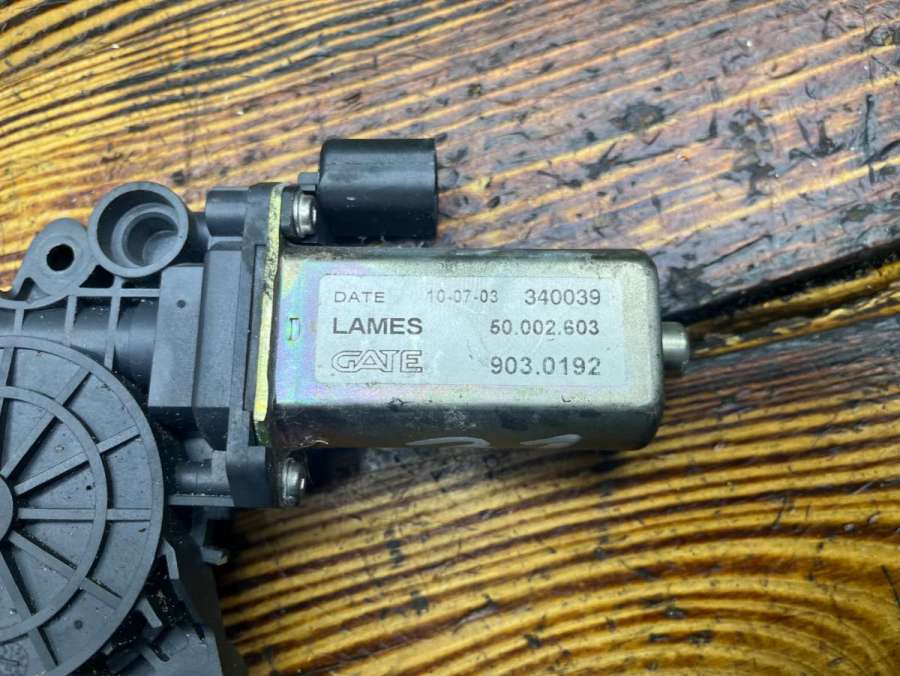 DATE 10-07-03 340039
LAMES 50.002.603
GATE 903.0192